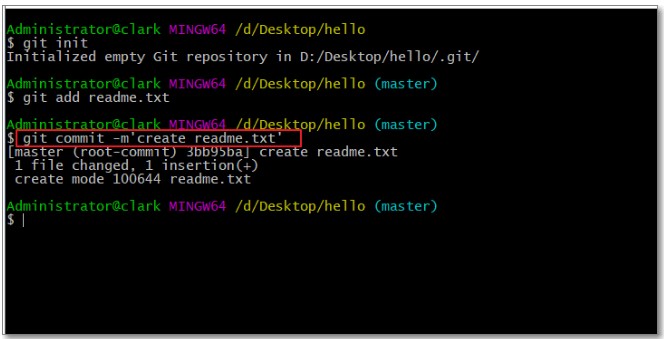 Administrator@clark MINGW64 /d/Desktop/hello
$ git init
Initialized empty Git repository in D:/Desktop/hello/.git/
Administrator@clark MINGW64 /d/Desktop/hello (master)
$ git add readme.txt
Administrator@clark MINGW64 /d/Desktop/hello (master)
$ git commit -m'create readme.txt'
[master (root-commit) 3bb95ba] create readme.txt
 1 file changed, 1 insertion(+)
 create mode 100644 readme.txt
Administrator@clark MINGW64 /d/Desktop/hello (master)
$